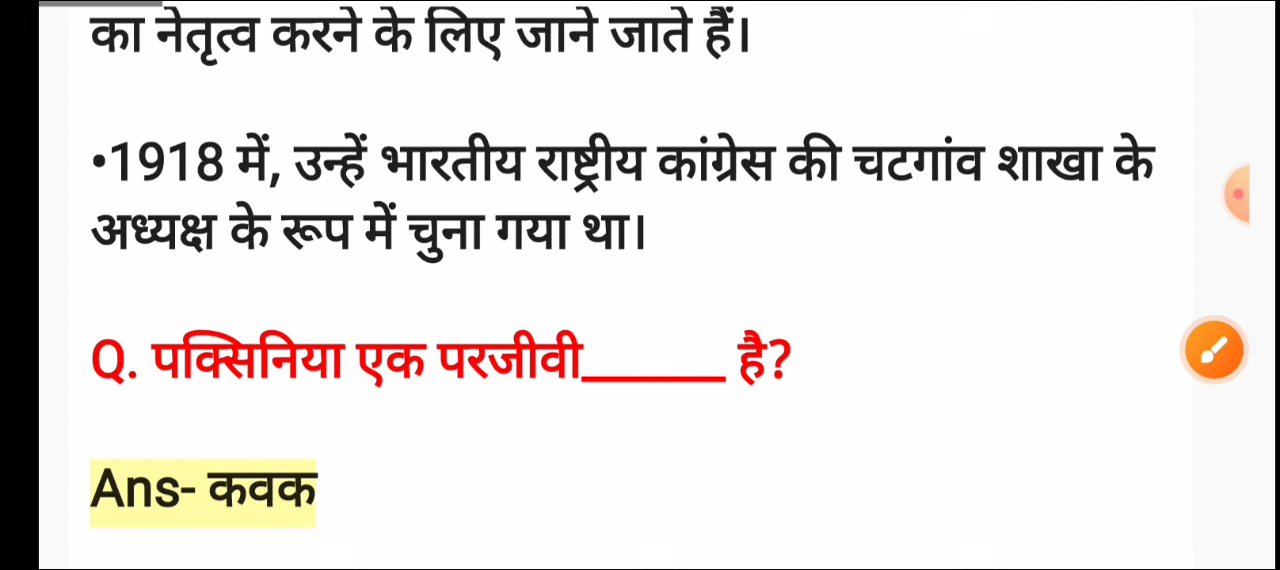 का नेतृत्व करने के लिए जाने जाते हैं।
•1918 में, उन्हें भारतीय राष्ट्रीय कांग्रेस की चटगांव शाखा के
अध्यक्ष के रूप में चुना गया था।
Q. पक्सिनिया एक परजीवी______ है?
Ans- कवक